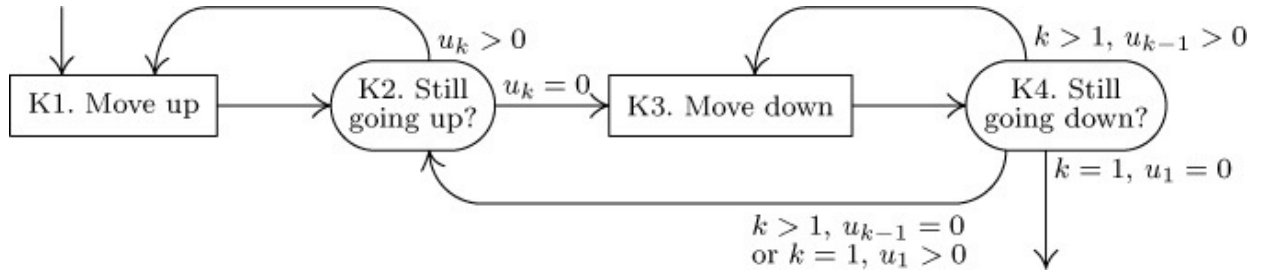 u_k > 0
k > 1, u_{k−1} > 0
K1. Move up
K2. Still
going up?
u_k = 0
K3. Move down
K4. Still
going down?
k = 1, u_1 = 0
k > 1, u_{k−1} = 0
or k = 1, u_1 > 0